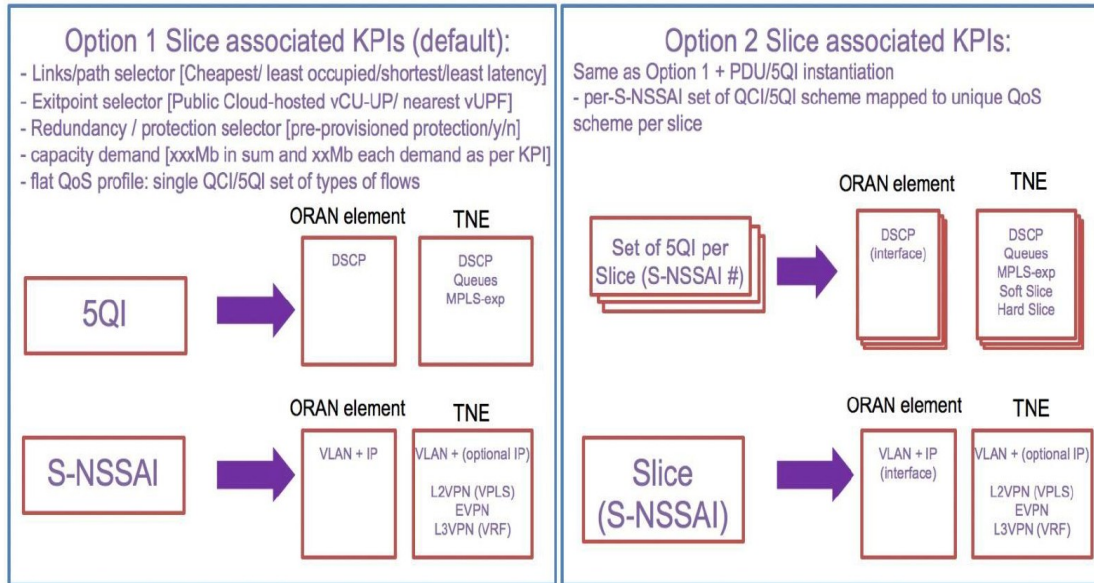 Option 1 Slice associated KPIs (default):
- Links/path selector [Cheapest/ least occupied/shortest/least latency]
- Exitpoint selector [Public Cloud-hosted vCU-UP/ nearest vUPF]
- Redundancy / protection selector [pre-provisioned protection/y/n]
- capacity demand [xxxMb in sum and xxMb each demand as per KPI]
- flat QoS profile: single QCI/5QI set of types of flows
ORAN element
TNE
5QI
DSCP
DSCP
Queues
MPLS-exp
ORAN element
TNE
S-NSSAI
VLAN + IP
VLAN + (optional IP)
L2VPN (VPLS)
EVPN
L3VPN (VRF)
Option 2 Slice associated KPIs:
Same as Option 1 + PDU/5QI instantiation
- per-S-NSSAI set of QCI/5QI scheme mapped to unique QoS
scheme per slice
ORAN element
TNE
Set of 5QI per
Slice (S-NSSAI #)
DSCP
(interface)
DSCP
Queues
MPLS-exp
Soft Slice
Hard Slice
ORAN element
TNE
Slice
(S-NSSAI)
VLAN + IP
(interface)
VLAN + (optional IP)
L2VPN (VPLS)
EVPN
L3VPN (VRF)